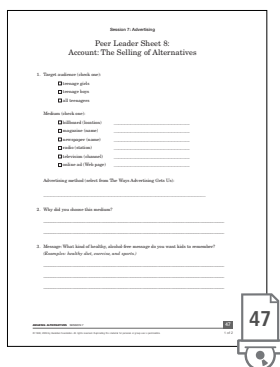 Session 7: Advertising
Peer Leader Sheet 8:
Account: The Selling of Alternatives
1. Target audience (check one):
teenage girls
teenage boys
all teenagers
Medium (check one):
billboard (location)
magazine (name)
newspaper (name)
radio (station)
television (channel)
online ad (Web page)
Advertising method (select from The Ways Advertising Gets Us)
2. Why did you choose this medium?
3. Message: What kind of healthy, alcohol-free message do you want kids to remember?
(Examples: healthy diet, exercise, and sports.)
47
1 of 2
47